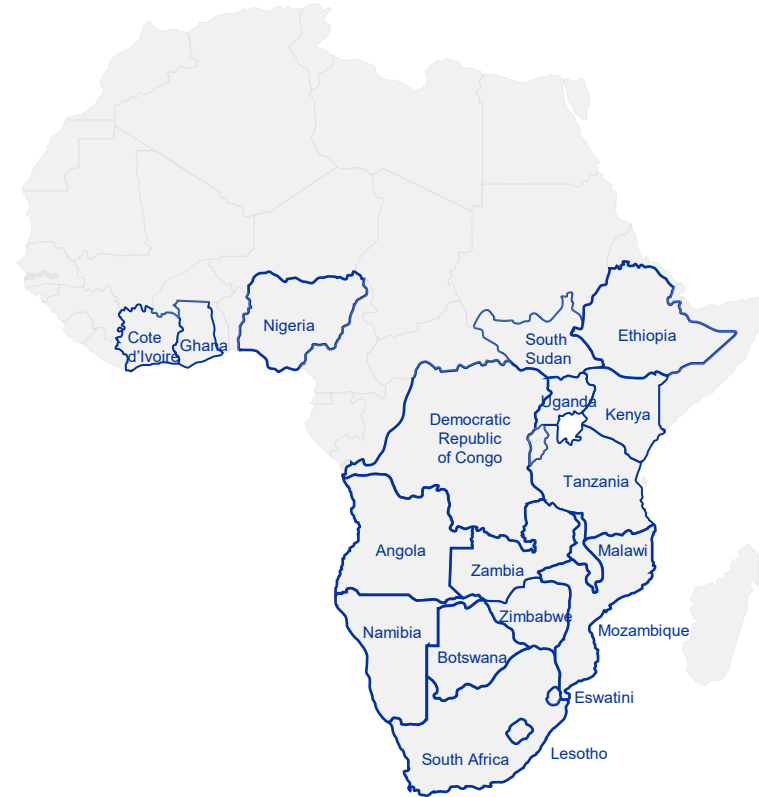 Nigeria
Cote
d'Ivoire
Ghana
Ethiopia
South
Sudan
Uganda
Kenya
Democratic
Republic
of Congo
Tanzania
Angola
Malawi
Zambia
Zimbabwe
Namibia
Mozambique
Botswana
Eswatini
South Africa
Lesotho